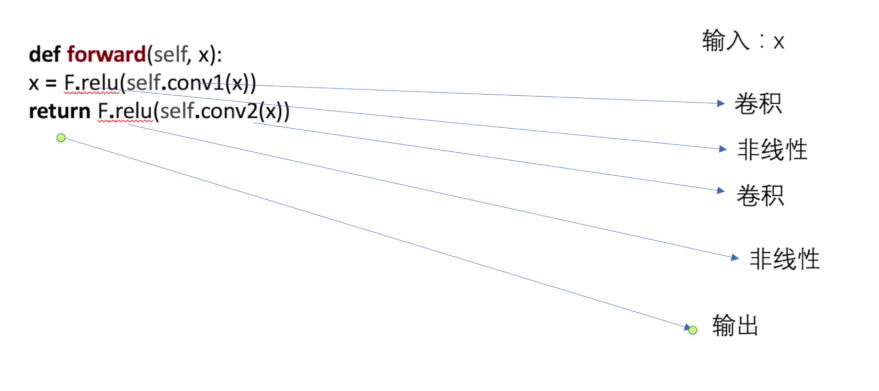 输入：x
def forward(self, x):
x = F.relu(self.conv1(x))
return F.relu(self.conv2(x))
卷积
非线性
卷积
非线性
输出